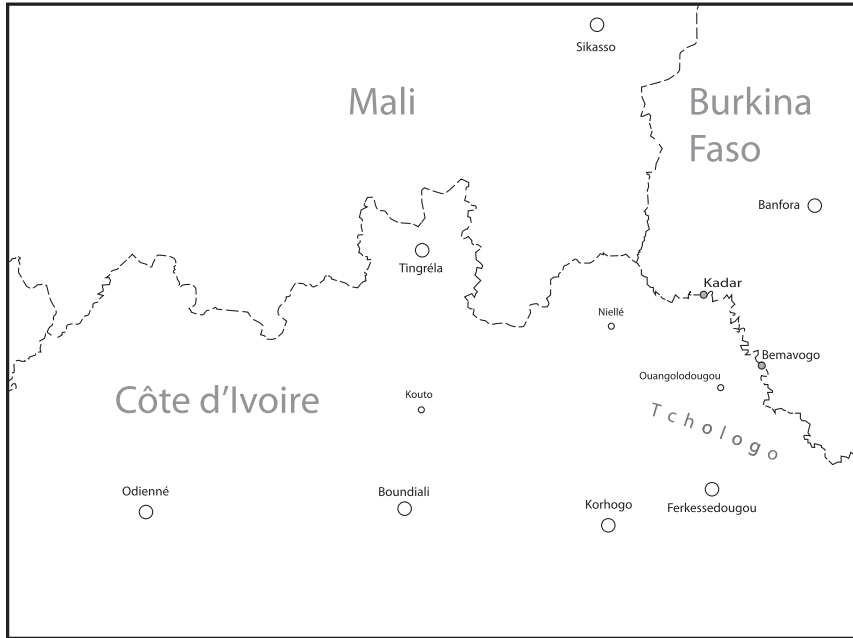 Sikasso
Mali
Burkina
Faso
Banfora
Tingréla
Kadar
Niellé
Bemavogo
Ouangolodougou
Kouto
Côte d'Ivoire
Tchologo
Odienné
Boundiali
Korhogo
Ferkessedougou